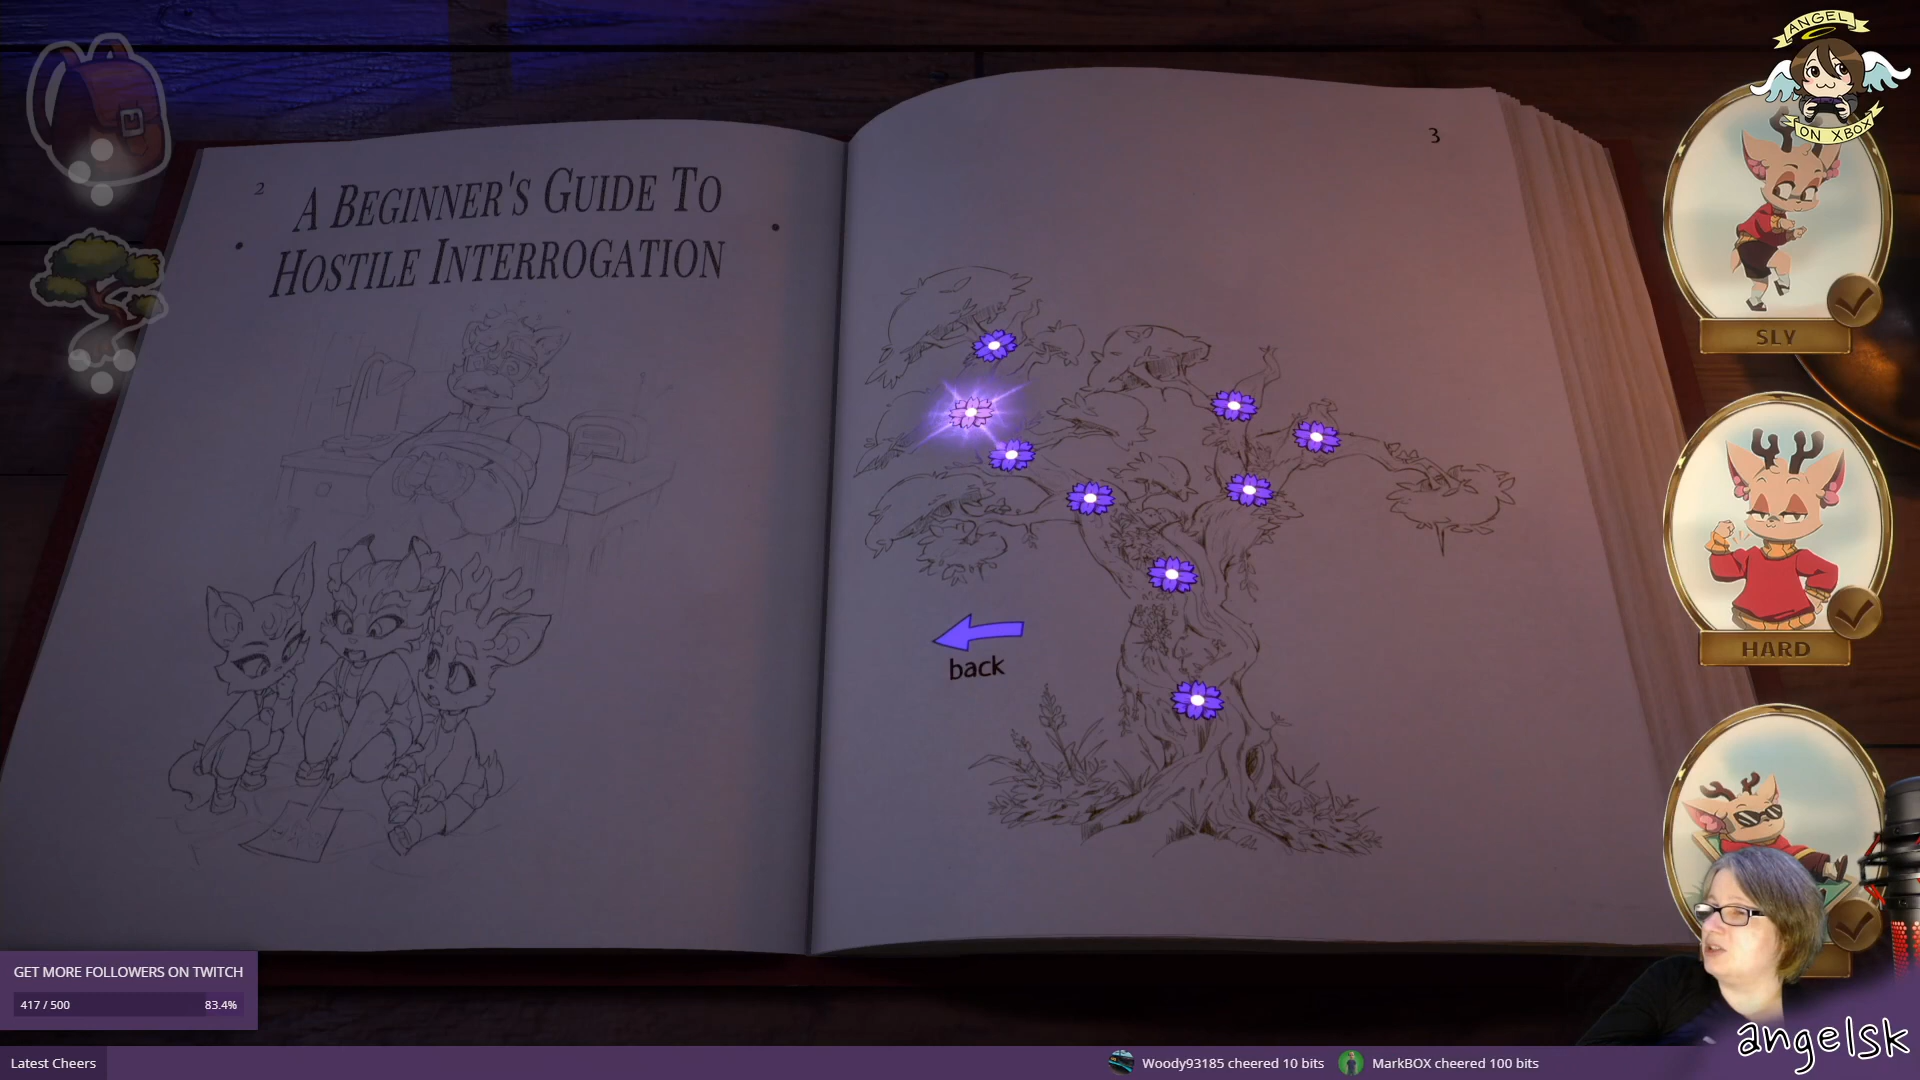 ANGEL
ON XBOX
2
3
A BEGINNER'S GUIDE TO
HOSTILE INTERROGATION
SLY
back
HARD
GET MORE FOLLOWERS ON TWITCH
417 / 500
83.4%
angelsk
Latest Cheers
Woody93185 cheered 10 bits
MarkBOX cheered 100 bits